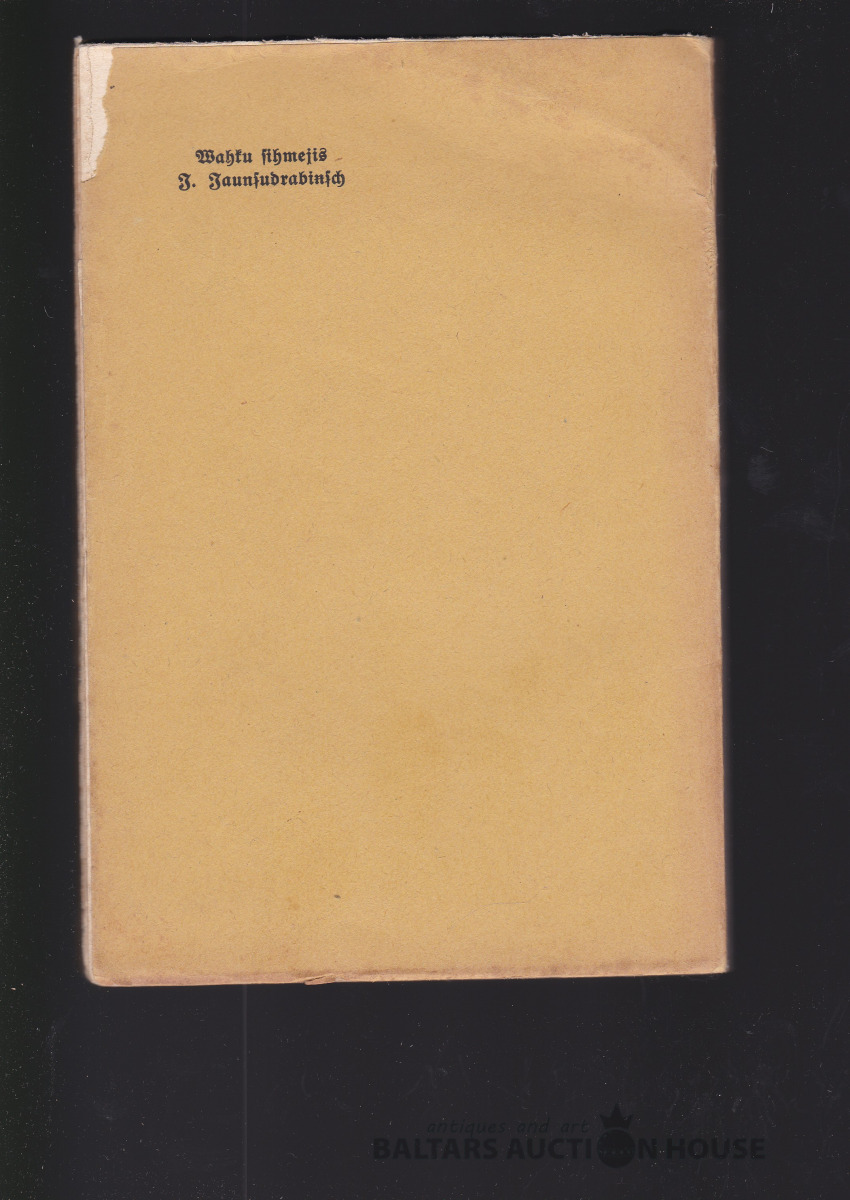 Wahku sihmejis
J. Jaunsudrabinsch
antiques and art
BALTARS AUCTION HOUSE